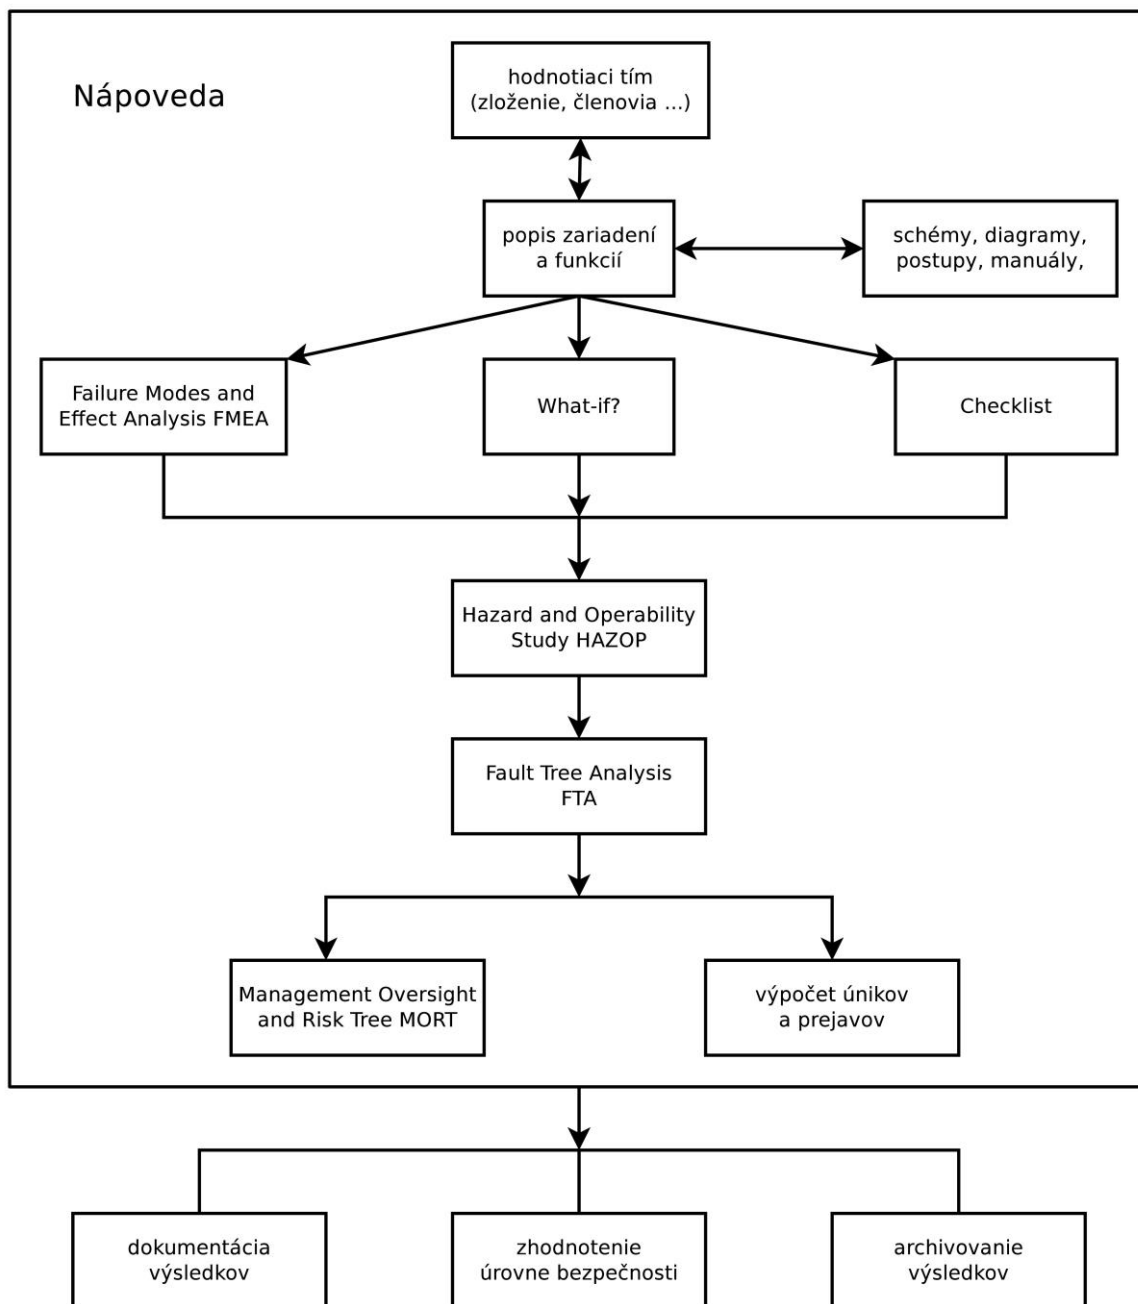 Nápoveda
hodnotiaci tím
(zloženie, členovia ...)
popis zariadení
a funkcií
schémy, diagramy,
postupy, manuály,
Failure Modes and
Effect Analysis FMEA
What-if?
Checklist
Hazard and Operability
Study HAZOP
Fault Tree Analysis
FTA
Management Oversight
and Risk Tree MORT
výpočet únikov
a prejavov
dokumentácia
výsledkov
zhodnotenie
úrovne bezpečnosti
archivovanie
výsledkov